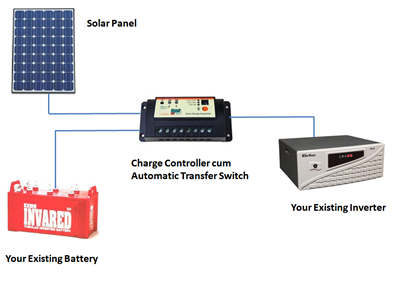 Solar Panel
Charge Controller cum
Automatic Transfer Switch
EXIDE
INVARED
Your Existing Inverter
Your Existing Battery